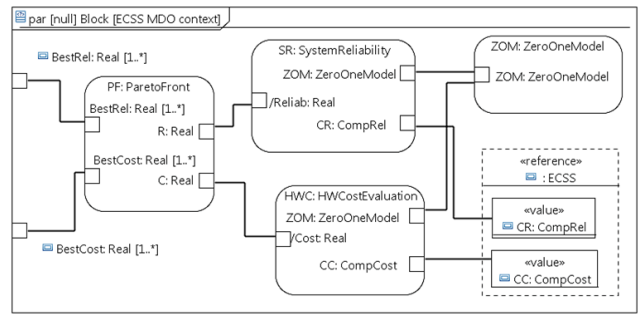 par [null] Block [ECSS MDO context]
BestRel: Real [1..*]
PF: ParetoFront
BestRel: Real [1..*]
R: Real
BestCost: Real [1..*]
C: Real
BestCost: Real [1..*]
SR: SystemReliability
ZOM: ZeroOneModel
/Reliab: Real
CR: CompRel
HWC: HWCostEvaluation
ZOM: ZeroOneModel
/Cost: Real
CC: CompCost
ZOM: ZeroOneModel
ZOM: ZeroOneModel
«reference»
: ECSS
«value»
CR: CompRel
«value»
CC: CompCost